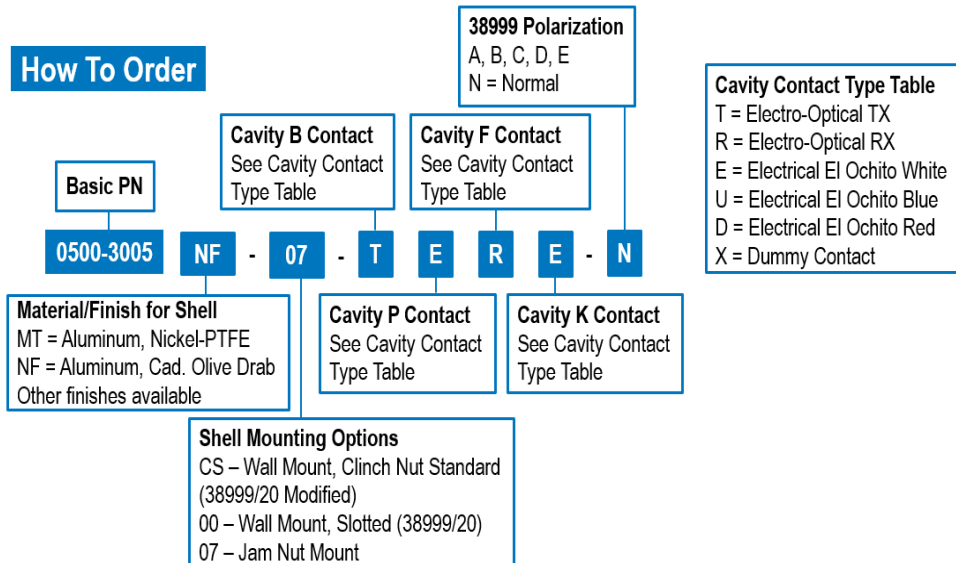 How To Order
38999 Polarization
A, B, C, D, E
N = Normal
Cavity Contact Type Table
T = Electro-Optical TX
R = Electro-Optical RX
E = Electrical El Ochito White
U = Electrical El Ochito Blue
D = Electrical El Ochito Red
X = Dummy Contact
Cavity B Contact
See Cavity Contact
Type Table
Cavity F Contact
See Cavity Contact
Type Table
Basic PN
0500-3005 NF - 07 - T E R E - N
Material/Finish for Shell
MT = Aluminum, Nickel-PTFE
NF = Aluminum, Cad. Olive Drab
Other finishes available
Cavity P Contact
See Cavity Contact
Type Table
Cavity K Contact
See Cavity Contact
Type Table
Shell Mounting Options
CS – Wall Mount, Clinch Nut Standard
(38999/20 Modified)
00 – Wall Mount, Slotted (38999/20)
07 – Jam Nut Mount